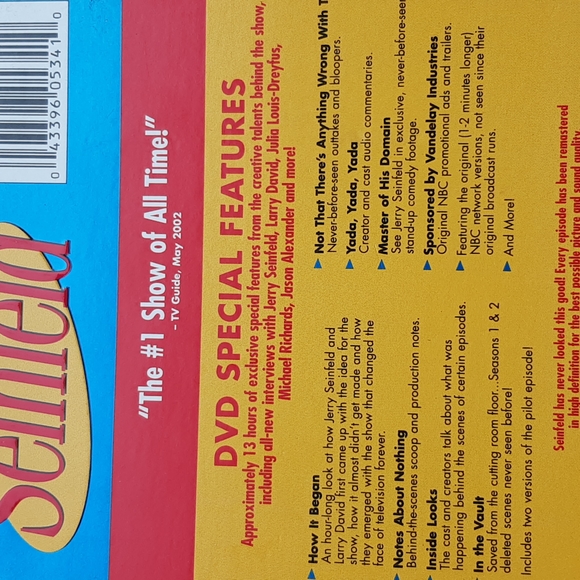 0 43396 05341 0
Seinfeld
"The #1 Show of All Time!"
– TV Guide, May 2002
DVD SPECIAL FEATURES
Approximately 13 hours of exclusive special features from the creative talents behind the show,
including all-new interviews with Jerry Seinfeld, Larry David, Julia Louis-Dreyfus,
Michael Richards, Jason Alexander and more!
How It Began
An hour-long look at how Jerry Seinfeld and
Larry David first came up with the idea for the
show, how it almost didn't get made and how
they emerged with the show that changed the
face of television forever.
Notes About Nothing
Behind-the-scenes scoop and production notes.
Inside Looks
The cast and creators talk about what was
happening behind the scenes of certain episodes.
In the Vault
Saved from the cutting room floor...Seasons 1 & 2
deleted scenes never seen before!
Includes two versions of the pilot episode!
Not That There's Anything Wrong With T
Never-before-seen outtakes and bloopers.
Yada, Yada, Yada
Creator and cast audio commentaries.
Master of His Domain
See Jerry Seinfeld in exclusive, never-before-seen
stand-up comedy footage.
Sponsored by Vandelay Industries
Original NBC promotional ads and trailers.
Featuring the original (1-2 minutes longer)
NBC network versions, not seen since their
original broadcast runs.
And More!
Seinfeld has never looked this good! Every episode has been remastered
in high definition for the best possible picture and sound quality.